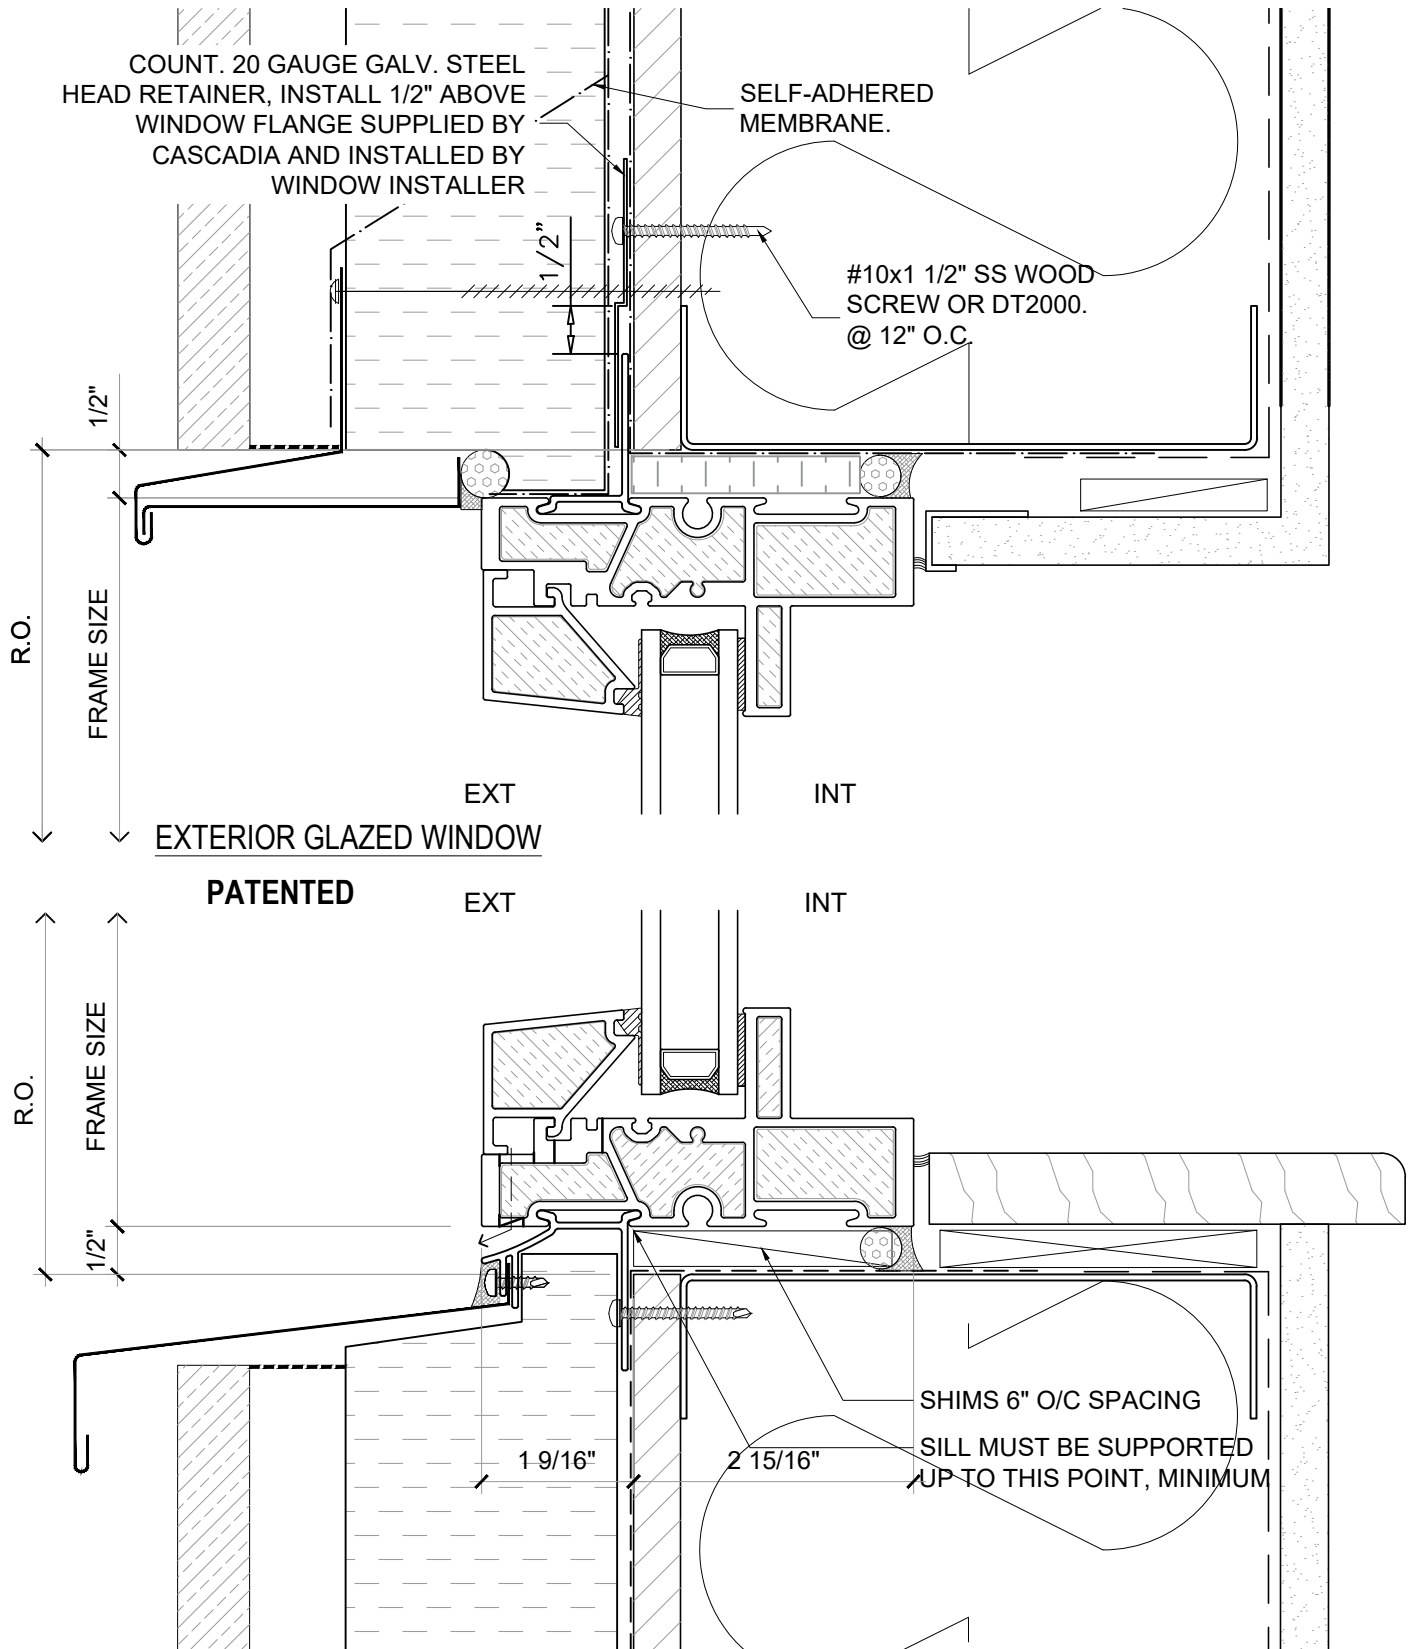 COUNT. 20 GAUGE GALV. STEEL
HEAD RETAINER, INSTALL 1/2" ABOVE
WINDOW FLANGE SUPPLIED BY
CASCADIA AND INSTALLED BY
WINDOW INSTALLER
SELF-ADHERED
MEMBRANE.
1/2"
#10x1 1/2" SS WOOD
SCREW OR DT2000.
@ 12" O.C.
1/2"
R.O.
FRAME SIZE
EXT
INT
EXTERIOR GLAZED WINDOW
PATENTED
EXT
INT
R.O.
FRAME SIZE
1/2"
SHIMS 6" O/C SPACING
SILL MUST BE SUPPORTED
UP TO THIS POINT, MINIMUM
1 9/16"
2 15/16"